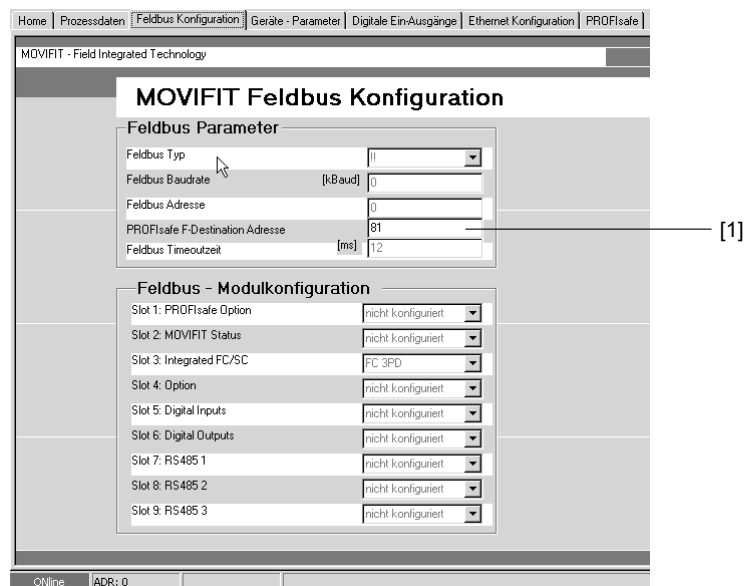 Home Prozessdaten Feldbus Konfiguration Geräte - Parameter Digitale Ein-Ausgänge Ethernet Konfiguration PROFIsafe
MOVIFIT - Field Integrated Technology
MOVIFIT Feldbus Konfiguration
Feldbus Parameter
Feldbus Typ !!
Feldbus Baudrate [kBaud] 0
Feldbus Adresse 0
PROFIsafe F-Destination Adresse 81 [1]
Feldbus Timeoutzeit [ms] 12
Feldbus - Modulkonfiguration
Slot 1: PROFIsafe Option nicht konfiguriert
Slot 2: MOVIFIT Status nicht konfiguriert
Slot 3: Integrated FC/SC FC 3PD
Slot 4: Option nicht konfiguriert
Slot 5: Digital Inputs nicht konfiguriert
Slot 6: Digital Outputs nicht konfiguriert
Slot 7: RS485 1 nicht konfiguriert
Slot 8: RS485 2 nicht konfiguriert
Slot 9: RS485 3 nicht konfiguriert
ONline ADR: 0